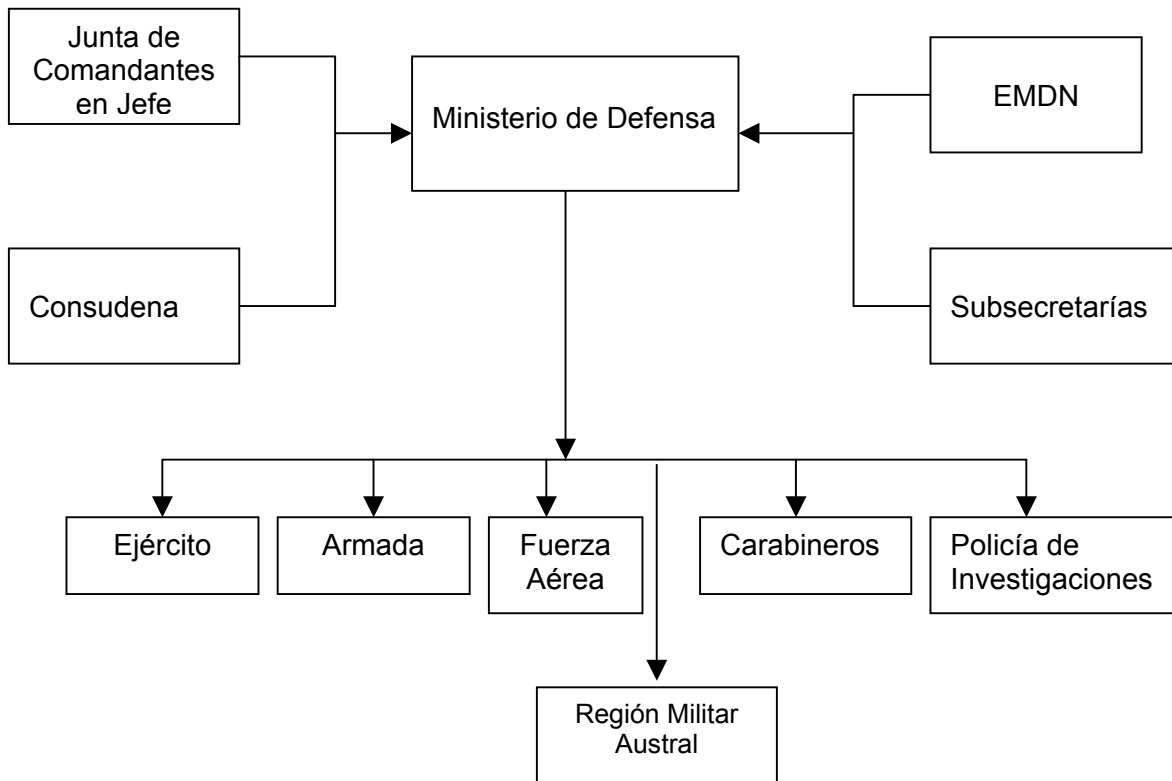 Junta de
Comandantes
en Jefe
Ministerio de Defensa
EMDN
Consudena
Subsecretarías
Ejército
Armada
Fuerza
Aérea
Carabineros
Policía de
Investigaciones
Región Militar
Austral